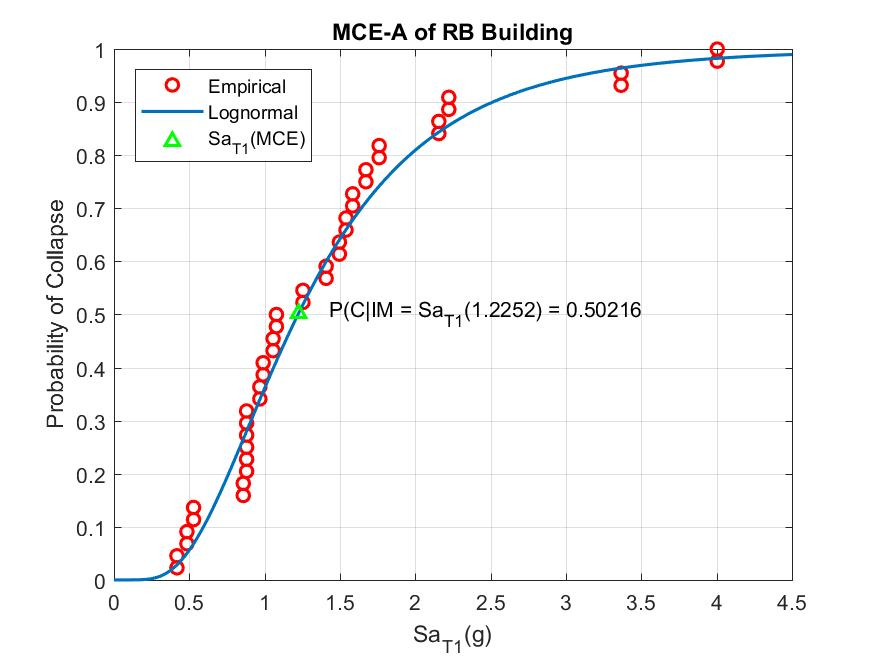 MCE-A of RB Building
1
0.9
0.8
0.7
0.6
0.5
0.4
0.3
0.2
0.1
0
Probability of Collapse
Empirical
Lognormal
Sa_T1(MCE)
P(C|IM = Sa_T1(1.2252) = 0.50216
0 0.5 1 1.5 2 2.5 3 3.5 4 4.5
Sa_T1(g)